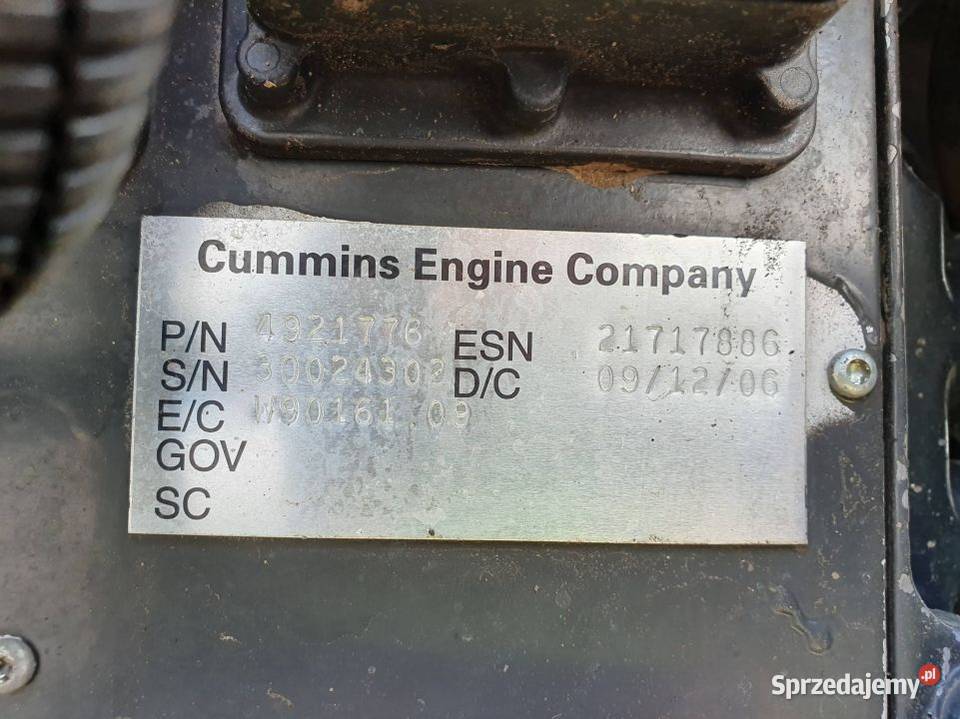 Cummins Engine Company
P/N 4921776 ESN 21717886
S/N 30024302 D/C 09/12/06
E/C W90161.09
GOV
SC
Sprzedajemy.pl